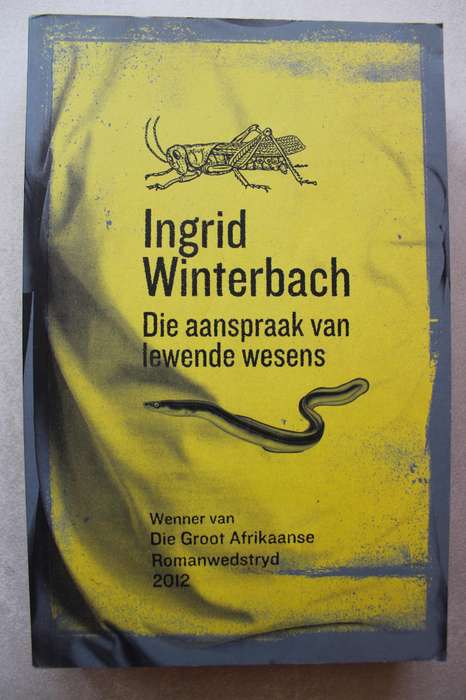 Ingrid
Winterbach
Die aanspraak van
lewende wesens
Wenner van
Die Groot Afrikaanse
Romanwedstryd
2012